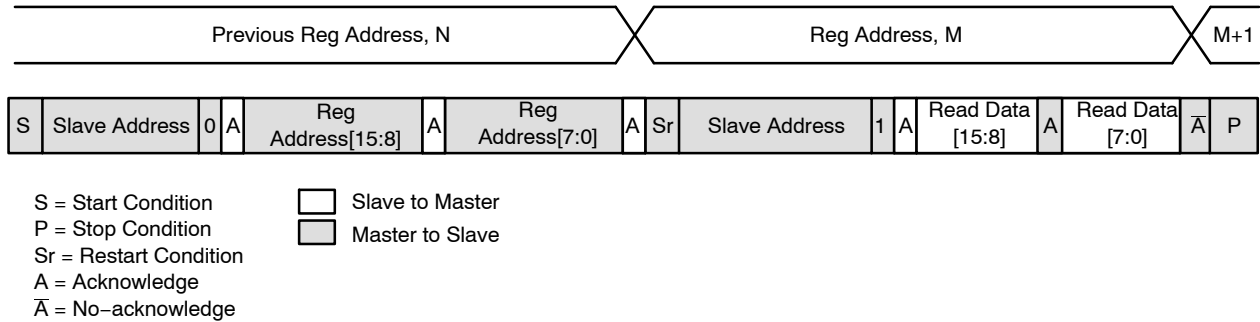 Previous Reg Address, N Reg Address, M M+1
S Slave Address 0 A Reg Address[15:8] A Reg Address[7:0] A Sr Slave Address 1 A Read Data [15:8] A Read Data [7:0] A̅ P
S = Start Condition
P = Stop Condition
Sr = Restart Condition
A = Acknowledge
A̅ = No−acknowledge
Slave to Master
Master to Slave